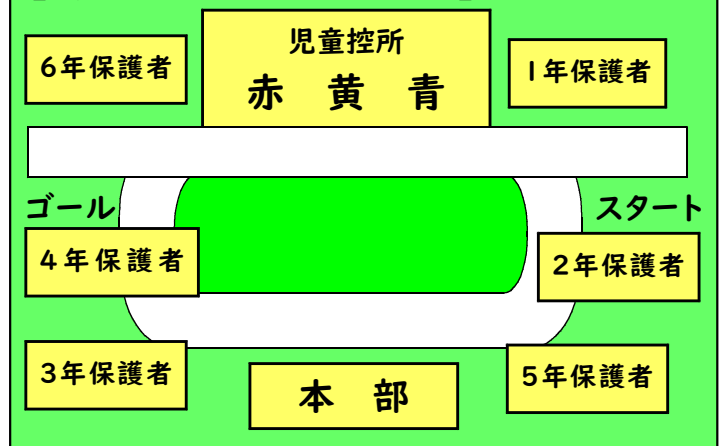 児童控所
6年保護者
赤 黄 青
1年保護者
ゴール
スタート
4年保護者
2年保護者
3年保護者
本 部
5年保護者